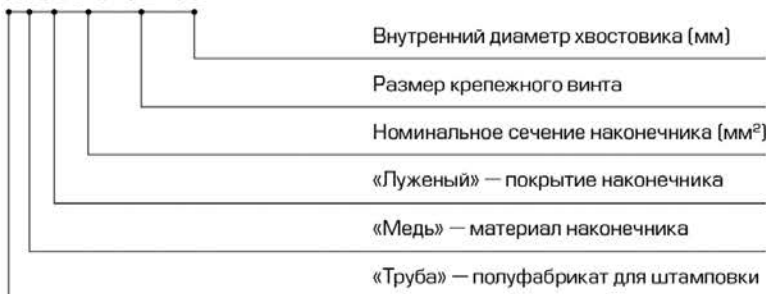 Внутренний диаметр хвостовика (мм)
Размер крепежного винта
Номинальное сечение наконечника (мм²)
«Луженый» — покрытие наконечника
«Медь» — материал наконечника
«Труба» — полуфабрикат для штамповки